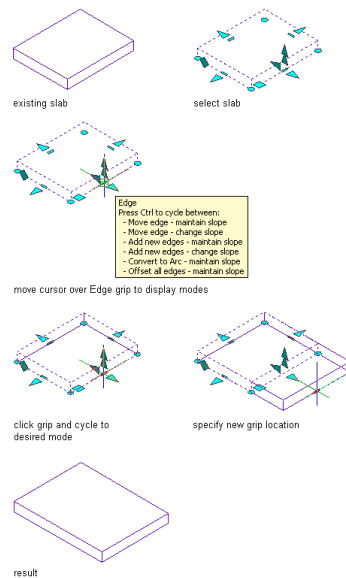 existing slab
select slab
Edge
Press Ctrl to cycle between:
- Move edge - maintain slope
- Move edge - change slope
- Add new edges - maintain slope
- Add new edges - change slope
- Convert to Arc - maintain slope
- Offset all edges - maintain slope
move cursor over Edge grip to display modes
click grip and cycle to
desired mode
specify new grip location
result